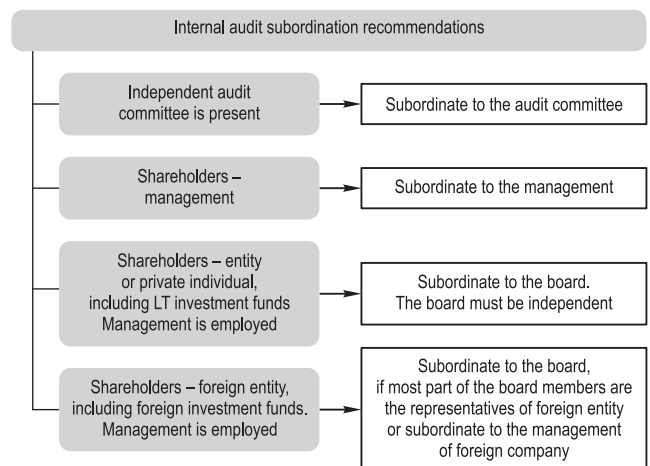 Internal audit subordination recommendations
Independent audit
committee is present
Subordinate to the audit committee
Shareholders –
management
Subordinate to the management
Shareholders – entity
or private individual,
including LT investment funds
Management is employed
Subordinate to the board.
The board must be independent
Shareholders – foreign entity,
including foreign investment funds.
Management is employed
Subordinate to the board,
if most part of the board members are
the representatives of foreign entity
or subordinate to the management
of foreign company